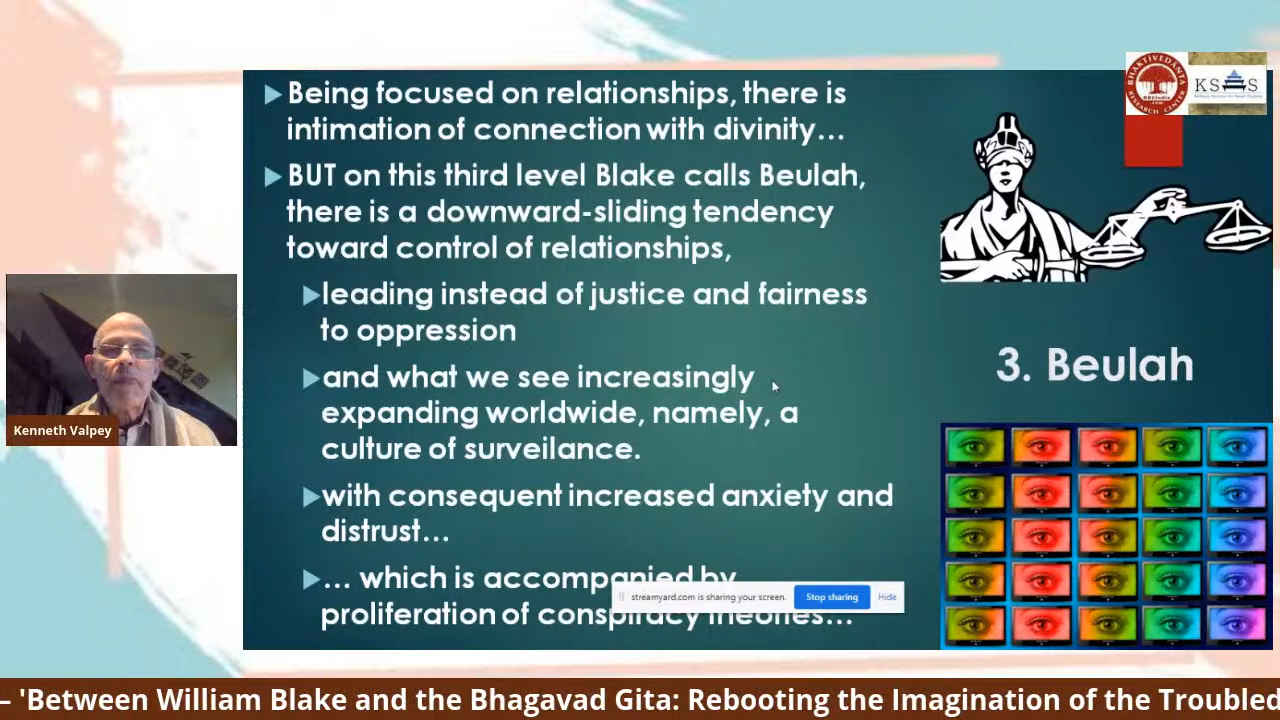 Being focused on relationships, there is
intimation of connection with divinity...
BUT on this third level Blake calls Beulah,
there is a downward-sliding tendency
toward control of relationships,
leading instead of justice and fairness
to oppression
and what we see increasingly
expanding worldwide, namely, a
culture of surveilance.
with consequent increased anxiety and
distrust...
... which is accompanied by
proliferation of conspiracy theories...
streamyard.com is sharing your screen.
Stop sharing
Hide
BHAKTIVEDANTA
RESEARCH CENTER
KSHS
3. Beulah
Kenneth Valpey
– 'Between William Blake and the Bhagavad Gita: Rebooting the Imagination of the Troubled